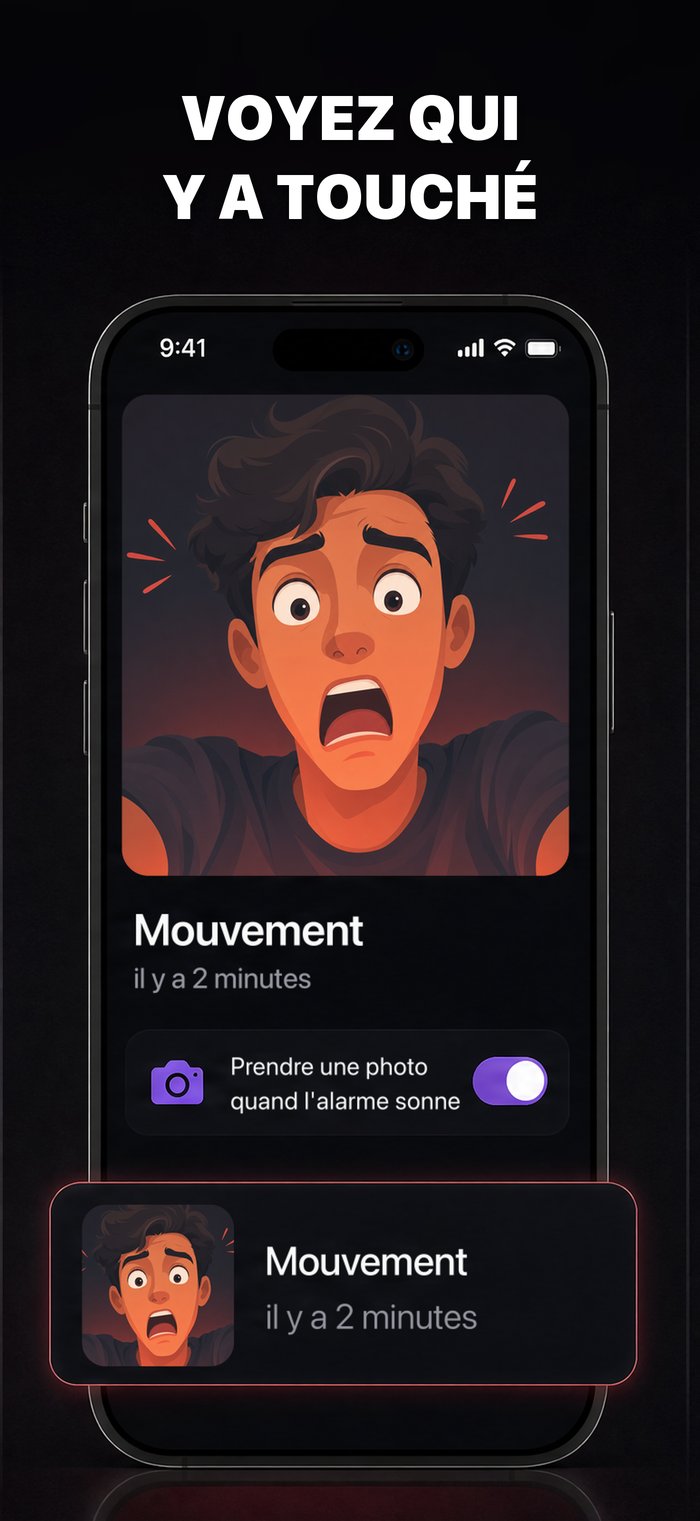 VOYEZ QUI
Y A TOUCHÉ
9:41
Mouvement
il y a 2 minutes
Prendre une photo
quand l'alarme sonne
Mouvement
il y a 2 minutes